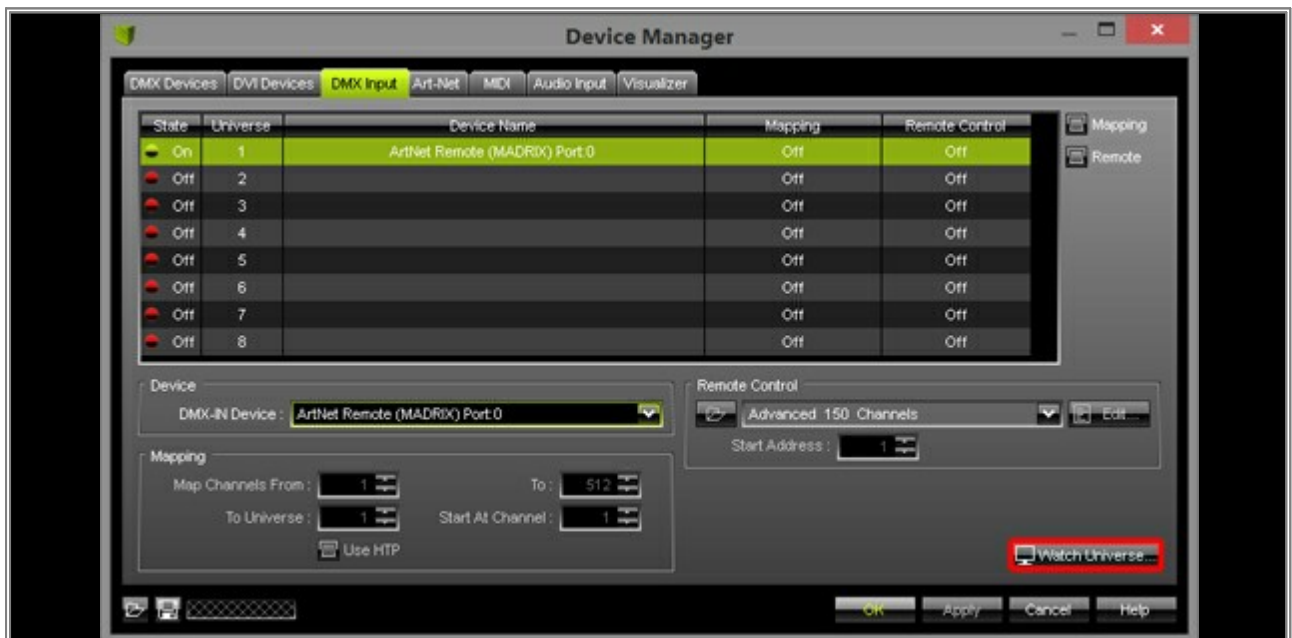 Device Manager
DMX Devices DVI Devices DMX Input Art-Net MIDI Audio Input Visualizer
State Universe Device Name Mapping Remote Control
On 1 ArtNet Remote (MADRIX) Port:0 Off Off
Off 2 Off Off
Off 3 Off Off
Off 4 Off Off
Off 5 Off Off
Off 6 Off Off
Off 7 Off Off
Off 8 Off Off
Mapping
Remote
Device
DMX-IN Device : ArtNet Remote (MADRIX) Port:0
Remote Control
Advanced 150 Channels Edit...
Start Address : 1
Mapping
Map Channels From : 1 To : 512
To Universe : 1 Start At Channel : 1
Use HTP
Watch Universe...
OK Apply Cancel Help